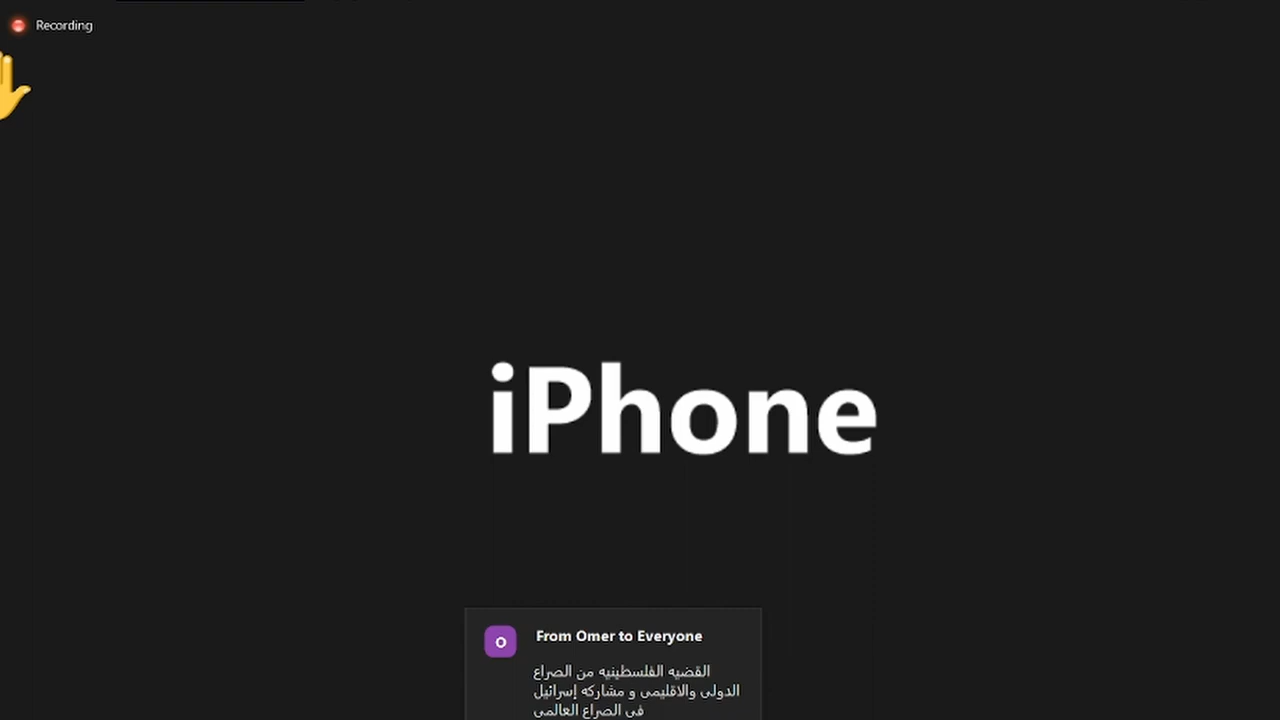 Recording
iPhone
O
From Omer to Everyone
القضيه الفلسطينيه من الصراع
الدولى والاقليمى و مشاركه إسرائيل
فى الصراع العالمى